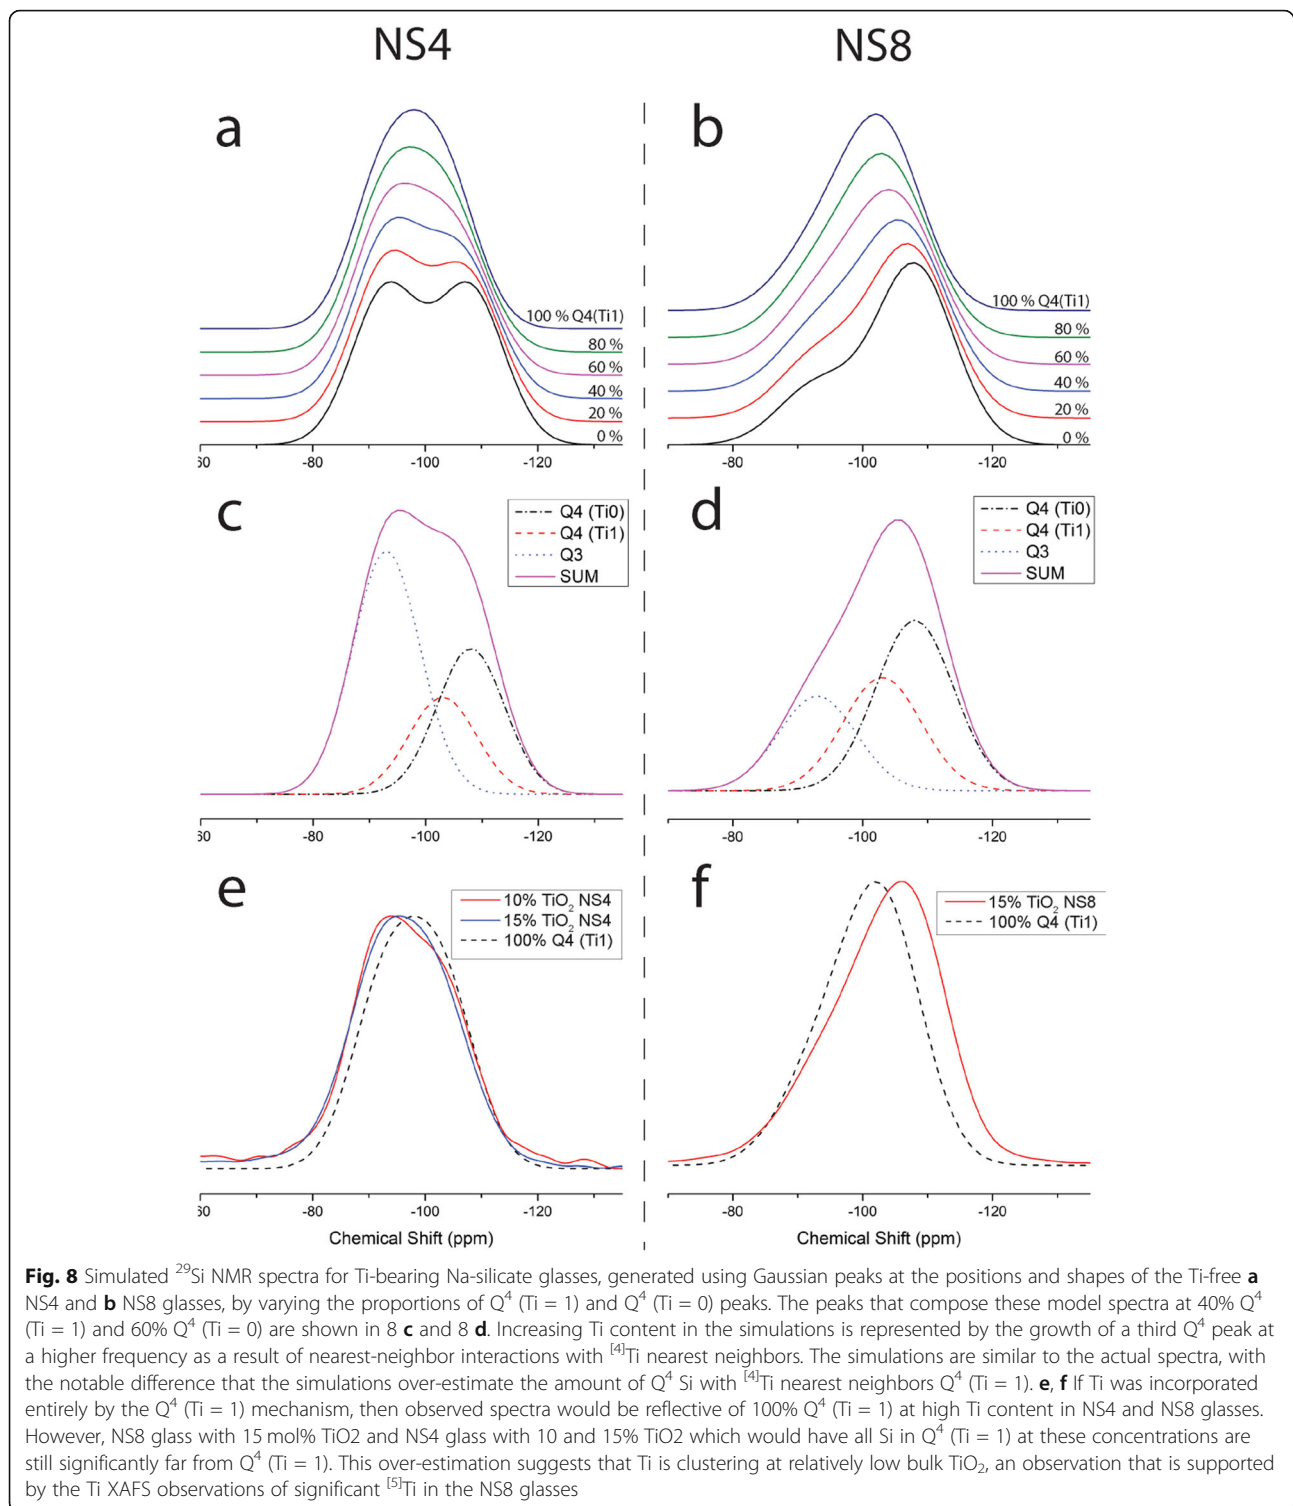 NS4
NS8
a
b
100 % Q4(Ti1)
80 %
60 %
40 %
20 %
0 %
100 % Q4(Ti1)
80 %
60 %
40 %
20 %
0 %
60 -80 -100 -120
-80 -100 -120
c
Q4 (Ti0)
Q4 (Ti1)
Q3
SUM
d
Q4 (Ti0)
Q4 (Ti1)
Q3
SUM
60 -80 -100 -120
-80 -100 -120
e
10% TiO₂ NS4
15% TiO₂ NS4
100% Q4 (Ti1)
f
15% TiO₂ NS8
100% Q4 (Ti1)
60 -80 -100 -120
-80 -100 -120
Chemical Shift (ppm)
Chemical Shift (ppm)
Fig. 8 Simulated ²⁹Si NMR spectra for Ti-bearing Na-silicate glasses, generated using Gaussian peaks at the positions and shapes of the Ti-free a
NS4 and b NS8 glasses, by varying the proportions of Q⁴ (Ti = 1) and Q⁴ (Ti = 0) peaks. The peaks that compose these model spectra at 40% Q⁴
(Ti = 1) and 60% Q⁴ (Ti = 0) are shown in 8 c and 8 d. Increasing Ti content in the simulations is represented by the growth of a third Q⁴ peak at
a higher frequency as a result of nearest-neighbor interactions with [4]Ti nearest neighbors. The simulations are similar to the actual spectra, with
the notable difference that the simulations over-estimate the amount of Q⁴ Si with [4]Ti nearest neighbors Q⁴ (Ti = 1). e, f If Ti was incorporated
entirely by the Q⁴ (Ti = 1) mechanism, then observed spectra would be reflective of 100% Q⁴ (Ti = 1) at high Ti content in NS4 and NS8 glasses.
However, NS8 glass with 15 mol% TiO2 and NS4 glass with 10 and 15% TiO2 which would have all Si in Q⁴ (Ti = 1) at these concentrations are
still significantly far from Q⁴ (Ti = 1). This over-estimation suggests that Ti is clustering at relatively low bulk TiO₂, an observation that is supported
by the Ti XAFS observations of significant [5]Ti in the NS8 glasses